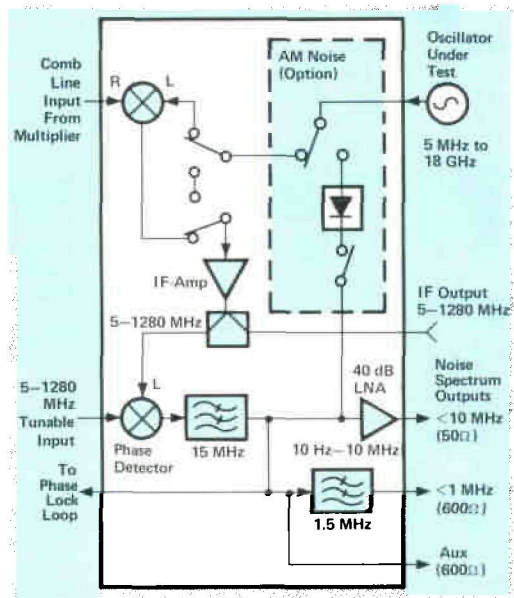 Comb
Line
Input
From
Multiplier
R
L
AM Noise
(Option)
Oscillator
Under
Test
5 MHz to
18 GHz
IF-Amp
5–1280 MHz
IF Output
5–1280 MHz
L
5–1280
MHz
Tunable
Input
Phase
Detector
15 MHz
40 dB
LNA
10 Hz–10 MHz
Noise
Spectrum
Outputs
<10 MHz
(50Ω)
To
Phase
Lock
Loop
1.5 MHz
<1 MHz
(600Ω)
Aux
(600Ω)